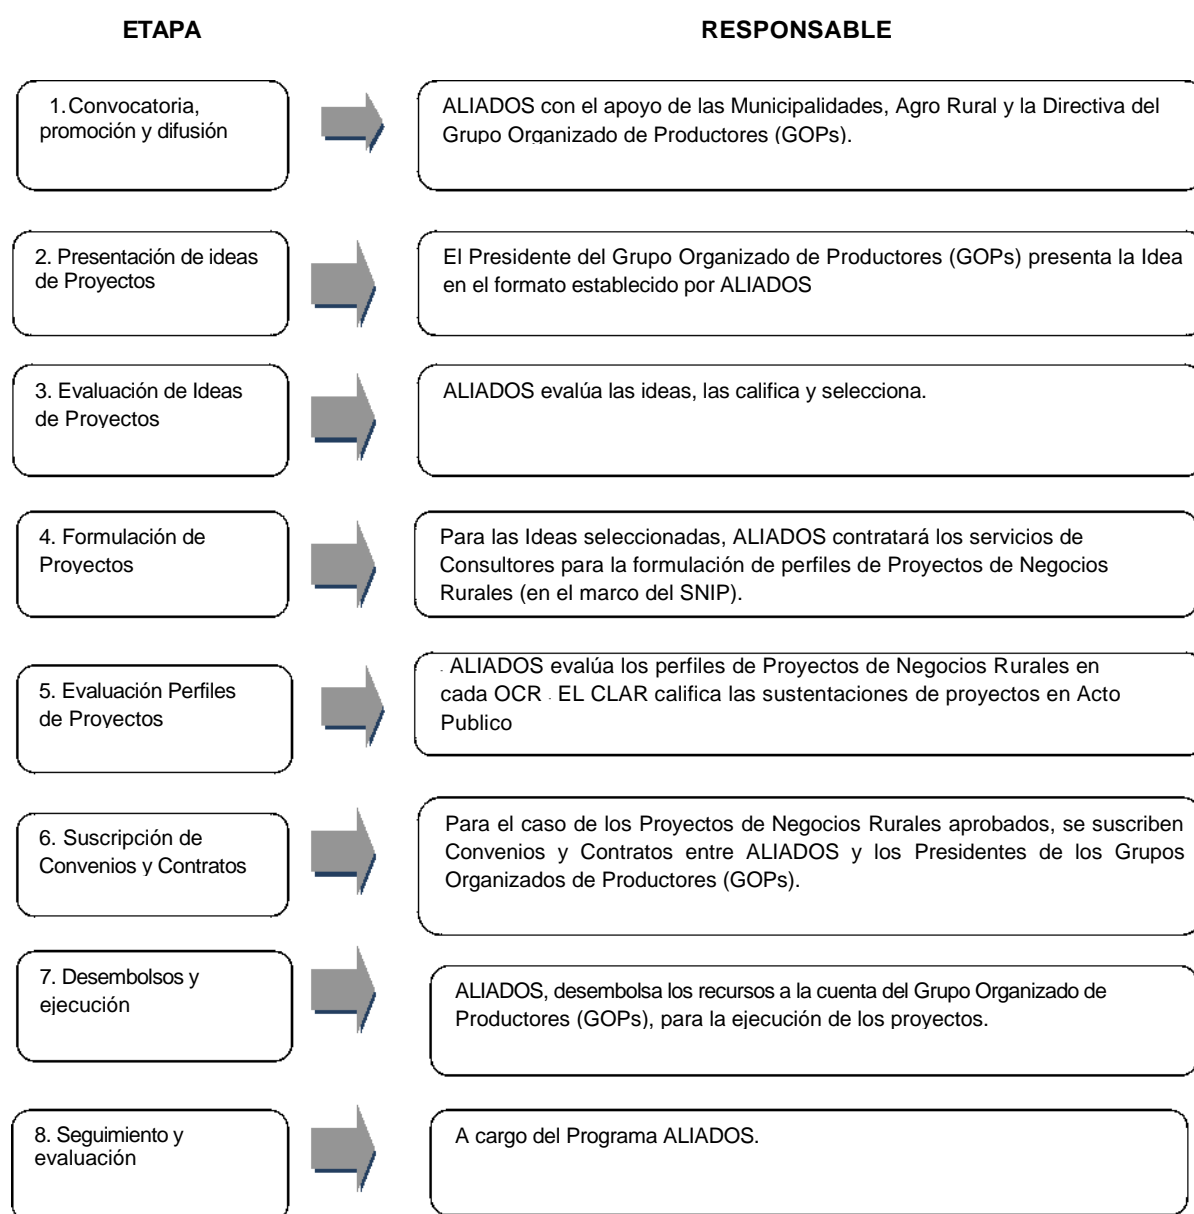 ETAPA
RESPONSABLE
1.Convocatoria,
promoción y difusión
ALIADOS con el apoyo de las Municipalidades, Agro Rural y la Directiva del
Grupo Organizado de Productores (GOPs).
2. Presentación de ideas
de Proyectos
El Presidente del Grupo Organizado de Productores (GOPs) presenta la Idea
en el formato establecido por ALIADOS
3. Evaluación de Ideas
de Proyectos
ALIADOS evalúa las ideas, las califica y selecciona.
4. Formulación de
Proyectos
Para las Ideas seleccionadas, ALIADOS contratará los servicios de
Consultores para la formulación de perfiles de Proyectos de Negocios
Rurales (en el marco del SNIP).
5. Evaluación Perfiles
de Proyectos
. ALIADOS evalúa los perfiles de Proyectos de Negocios Rurales en
cada OCR . EL CLAR califica las sustentaciones de proyectos en Acto
Publico
6. Suscripción de
Convenios y Contratos
Para el caso de los Proyectos de Negocios Rurales aprobados, se suscriben
Convenios y Contratos entre ALIADOS y los Presidentes de los Grupos
Organizados de Productores (GOPs).
7. Desembolsos y
ejecución
ALIADOS, desembolsa los recursos a la cuenta del Grupo Organizado de
Productores (GOPs), para la ejecución de los proyectos.
8. Seguimiento y
evaluación
A cargo del Programa ALIADOS.